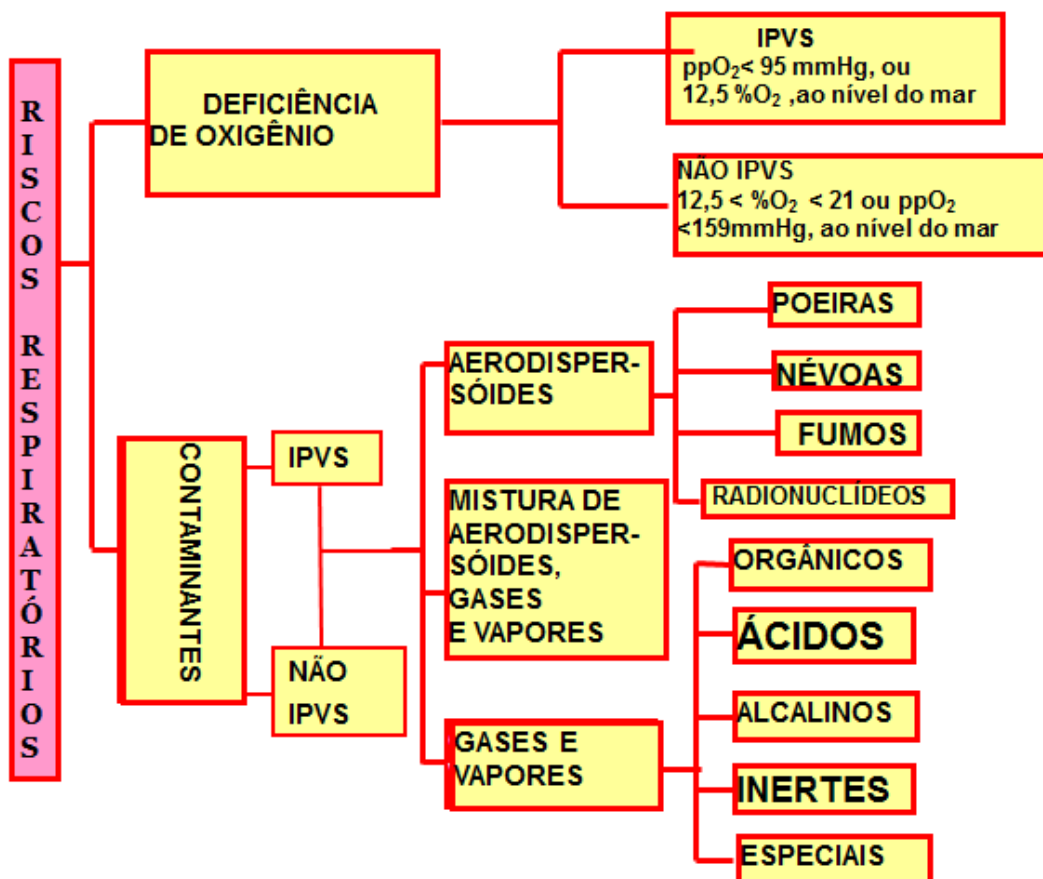 RISCOS RESPIRATÓRIOS
DEFICIÊNCIA
DE OXIGÊNIO
IPVS
ppO₂< 95 mmHg, ou
12,5 %O₂ ,ao nível do mar
NÃO IPVS
12,5 < %O₂ < 21 ou ppO₂
<159mmHg, ao nível do mar
CONTAMINANTES
IPVS
NÃO
IPVS
AERODISPER-
SÓIDES
POEIRAS
NÉVOAS
FUMOS
RADIONUCLÍDEOS
MISTURA DE
AERODISPER-
SÓIDES,
GASES
E VAPORES
GASES E
VAPORES
ORGÂNICOS
ÁCIDOS
ALCALINOS
INERTES
ESPECIAIS